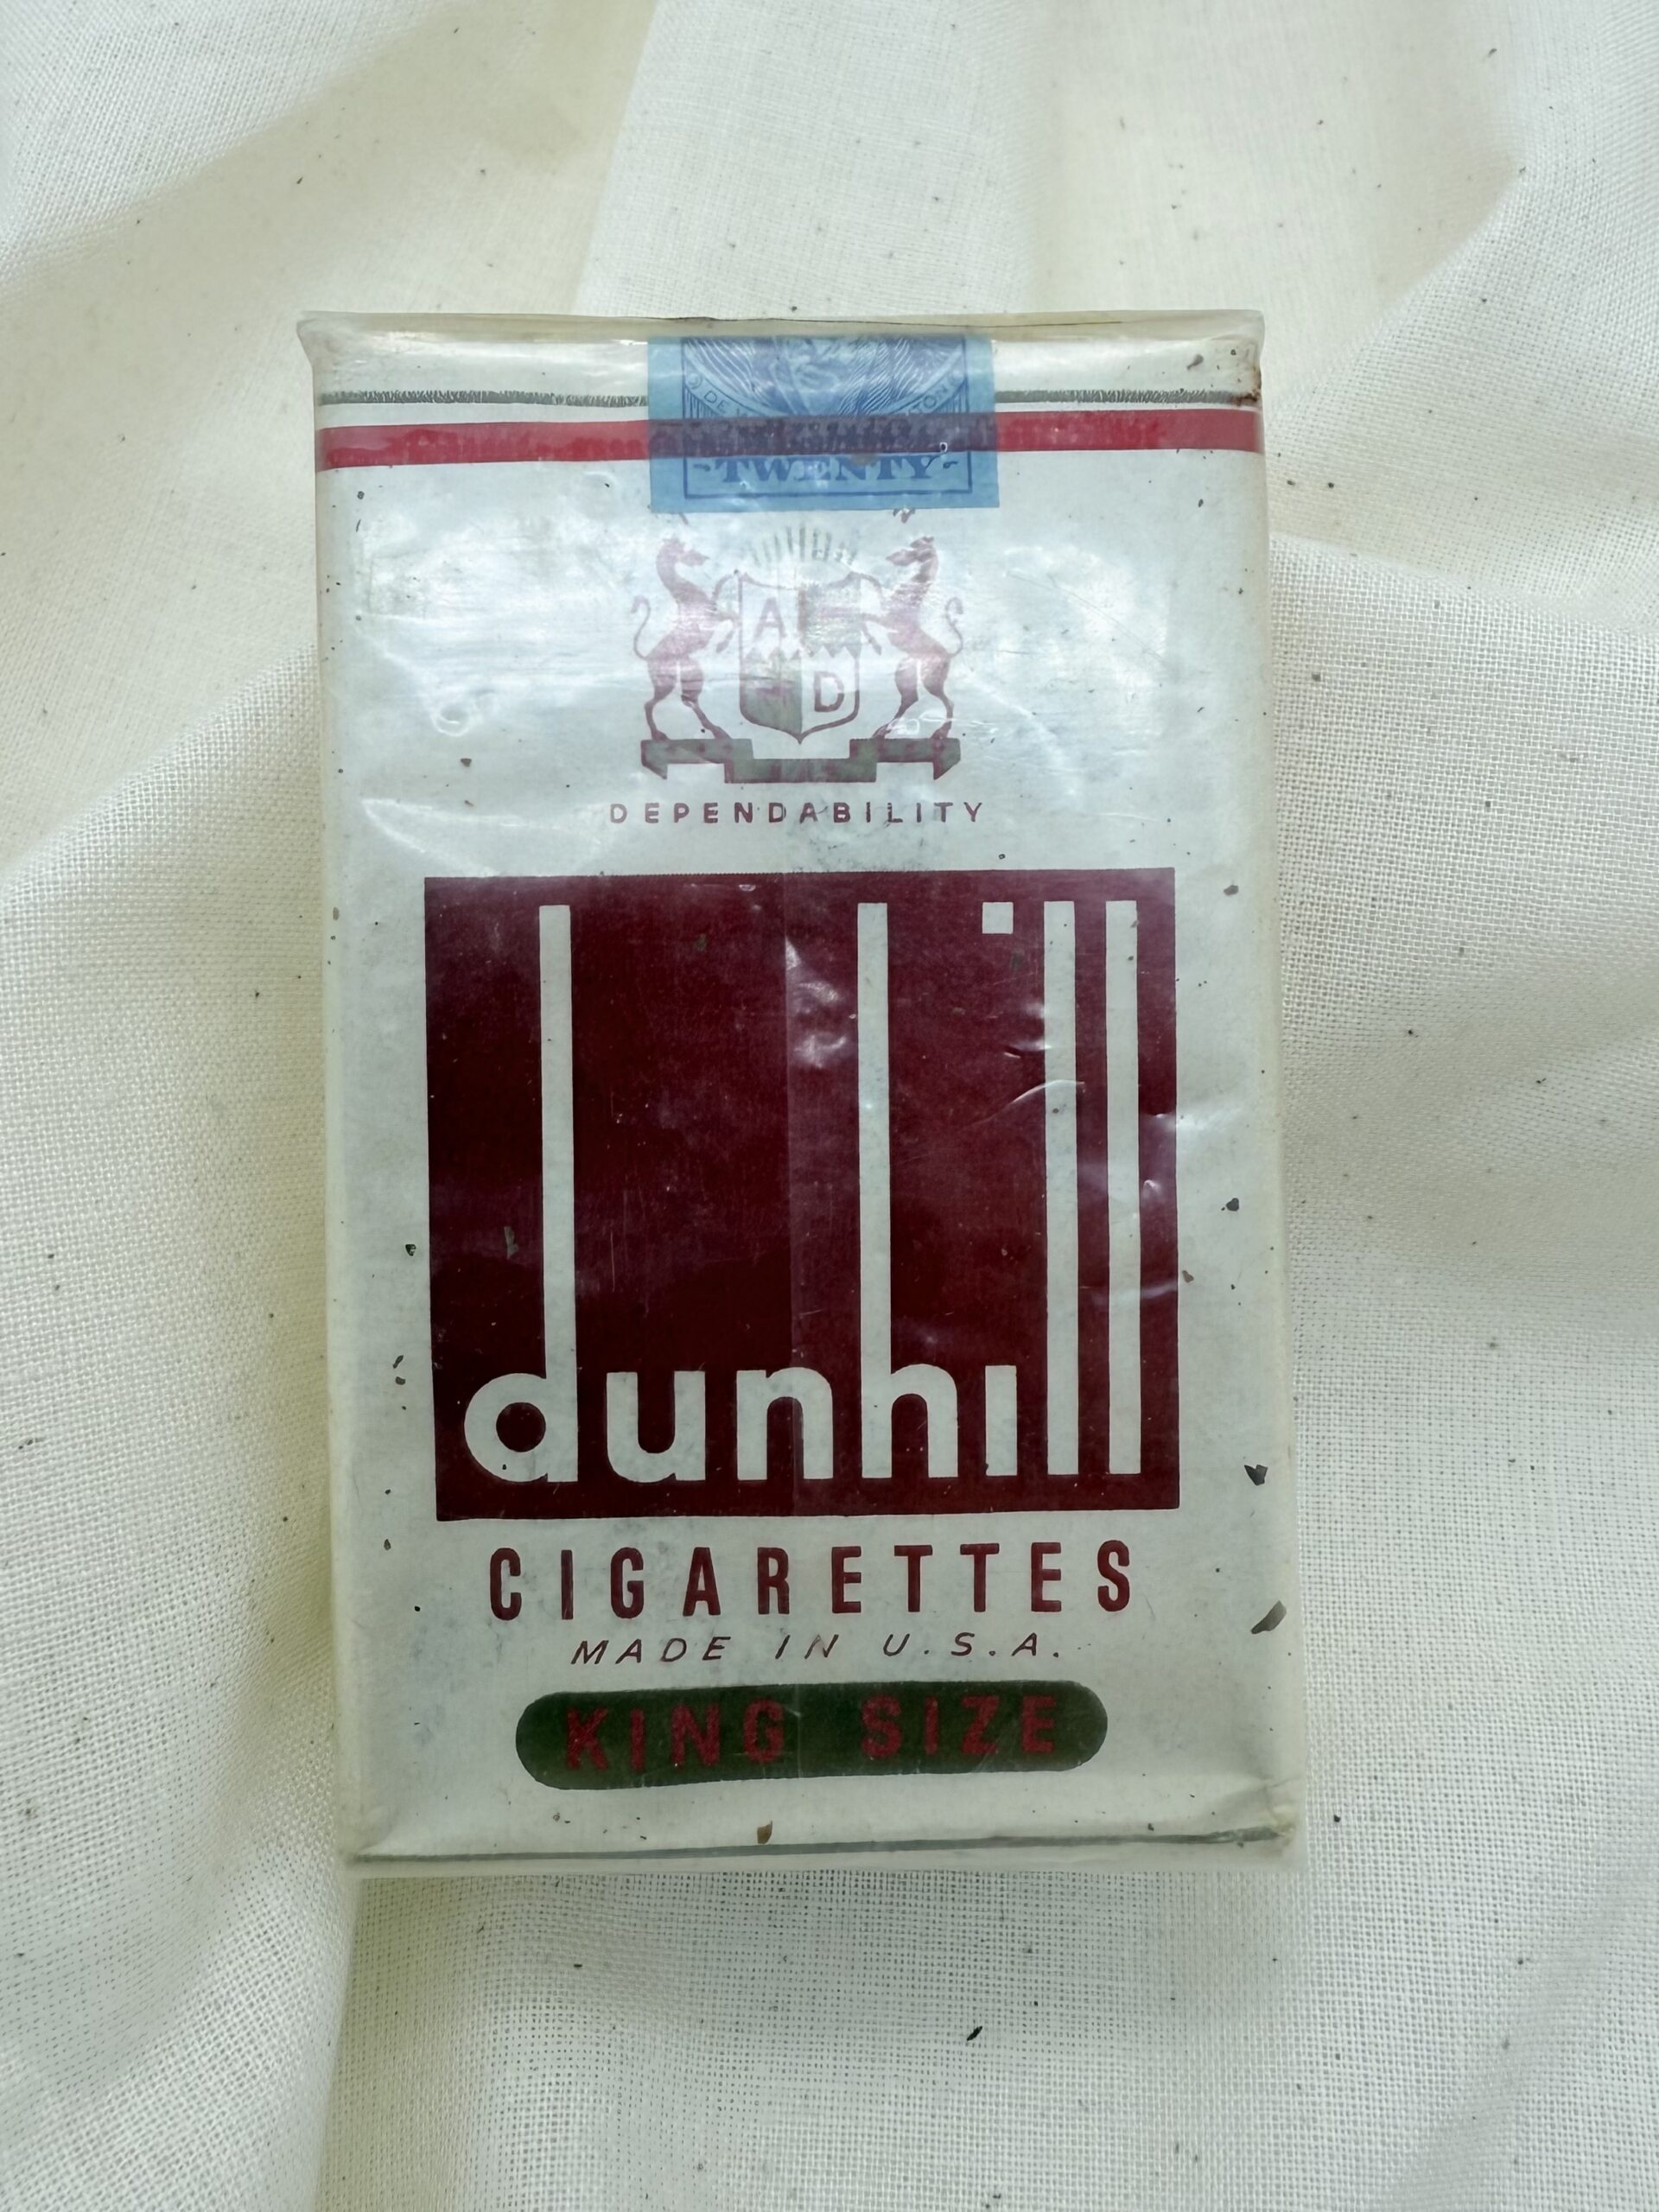 TWENTY
A
D
DEPENDABILITY
dunhill
CIGARETTES
MADE IN U.S.A.
KING SIZE